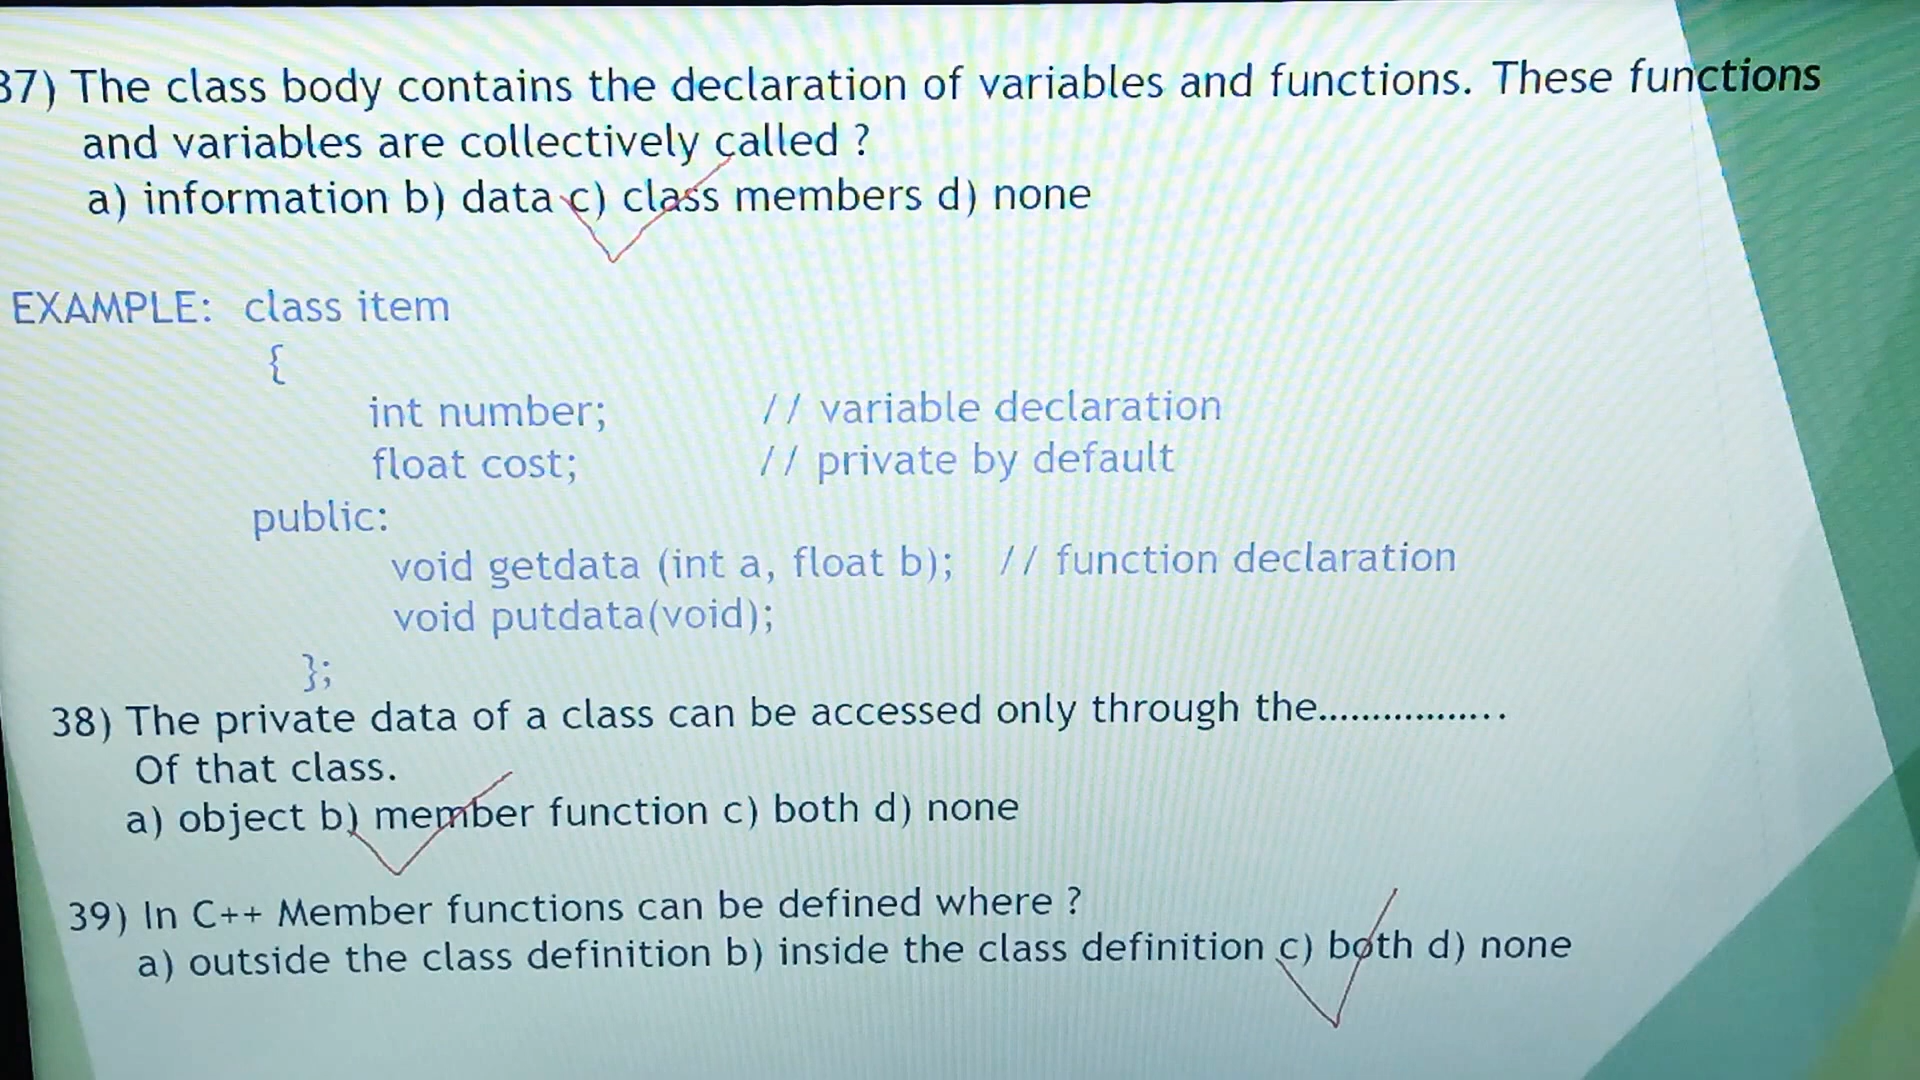 37) The class body contains the declaration of variables and functions. These functions
and variables are collectively called ?
a) information b) data c) class members d) none
EXAMPLE: class item
{
int number; // variable declaration
float cost; // private by default
public:
void getdata (int a, float b); // function declaration
void putdata(void);
};
38) The private data of a class can be accessed only through the.................
Of that class.
a) object b) member function c) both d) none
39) In C++ Member functions can be defined where ?
a) outside the class definition b) inside the class definition c) both d) none